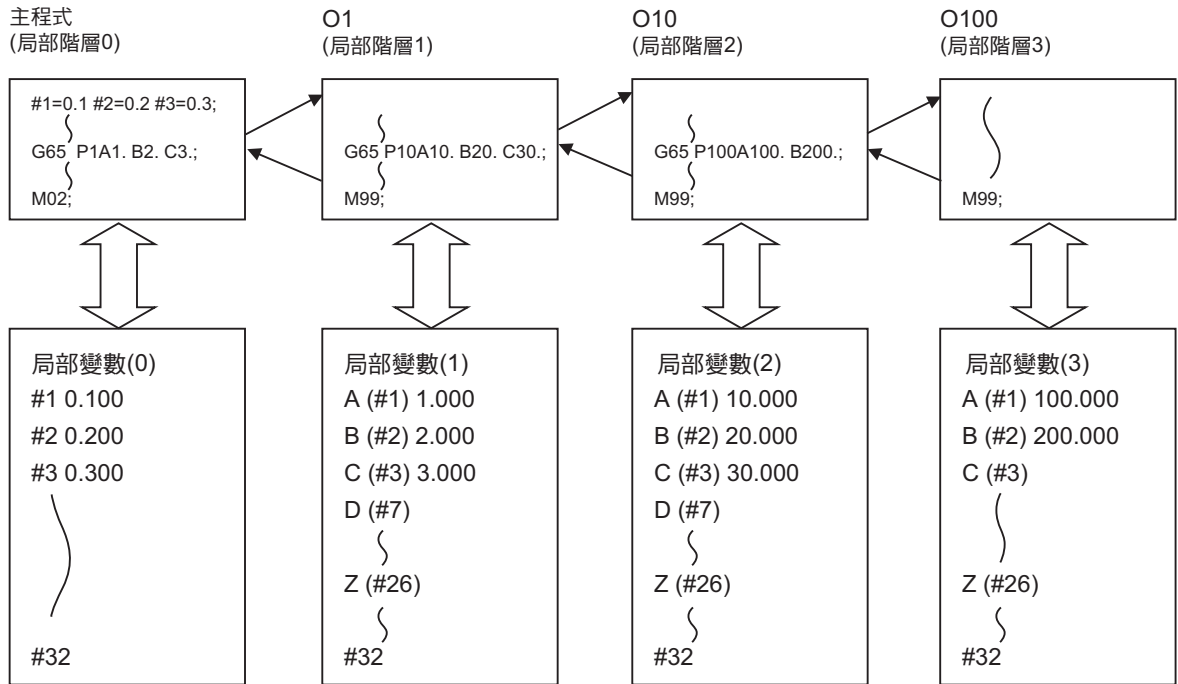 主程式
(局部階層0)
#1=0.1 #2=0.2 #3=0.3;
G65 P1A1. B2. C3.;
M02;
局部變數(0)
#1 0.100
#2 0.200
#3 0.300
#32
O1
(局部階層1)
G65 P10A10. B20. C30.;
M99;
局部變數(1)
A (#1) 1.000
B (#2) 2.000
C (#3) 3.000
D (#7)
Z (#26)
#32
O10
(局部階層2)
G65 P100A100. B200.;
M99;
局部變數(2)
A (#1) 10.000
B (#2) 20.000
C (#3) 30.000
D (#7)
Z (#26)
#32
O100
(局部階層3)
M99;
局部變數(3)
A (#1) 100.000
B (#2) 200.000
C (#3)
Z (#26)
#32